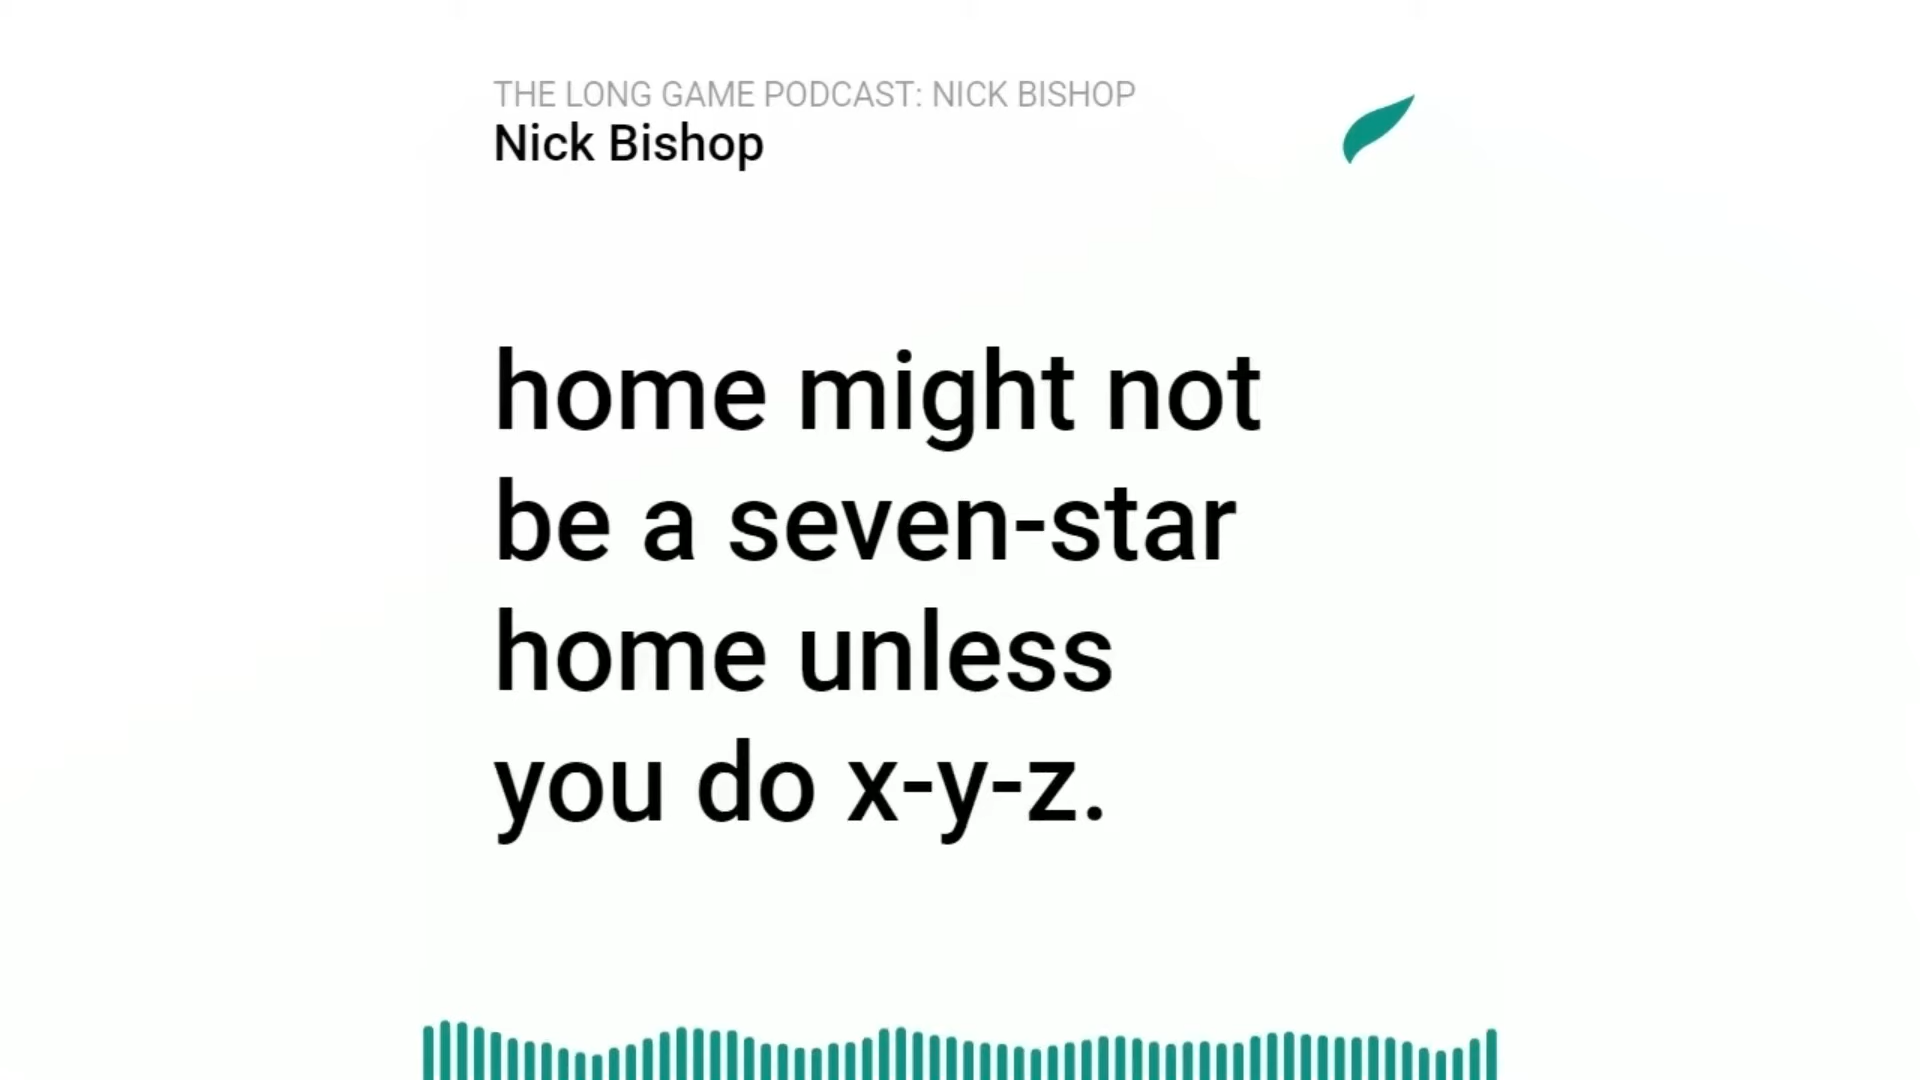 THE LONG GAME PODCAST: NICK BISHOP
Nick Bishop
home might not
be a seven-star
home unless
you do x-y-z.